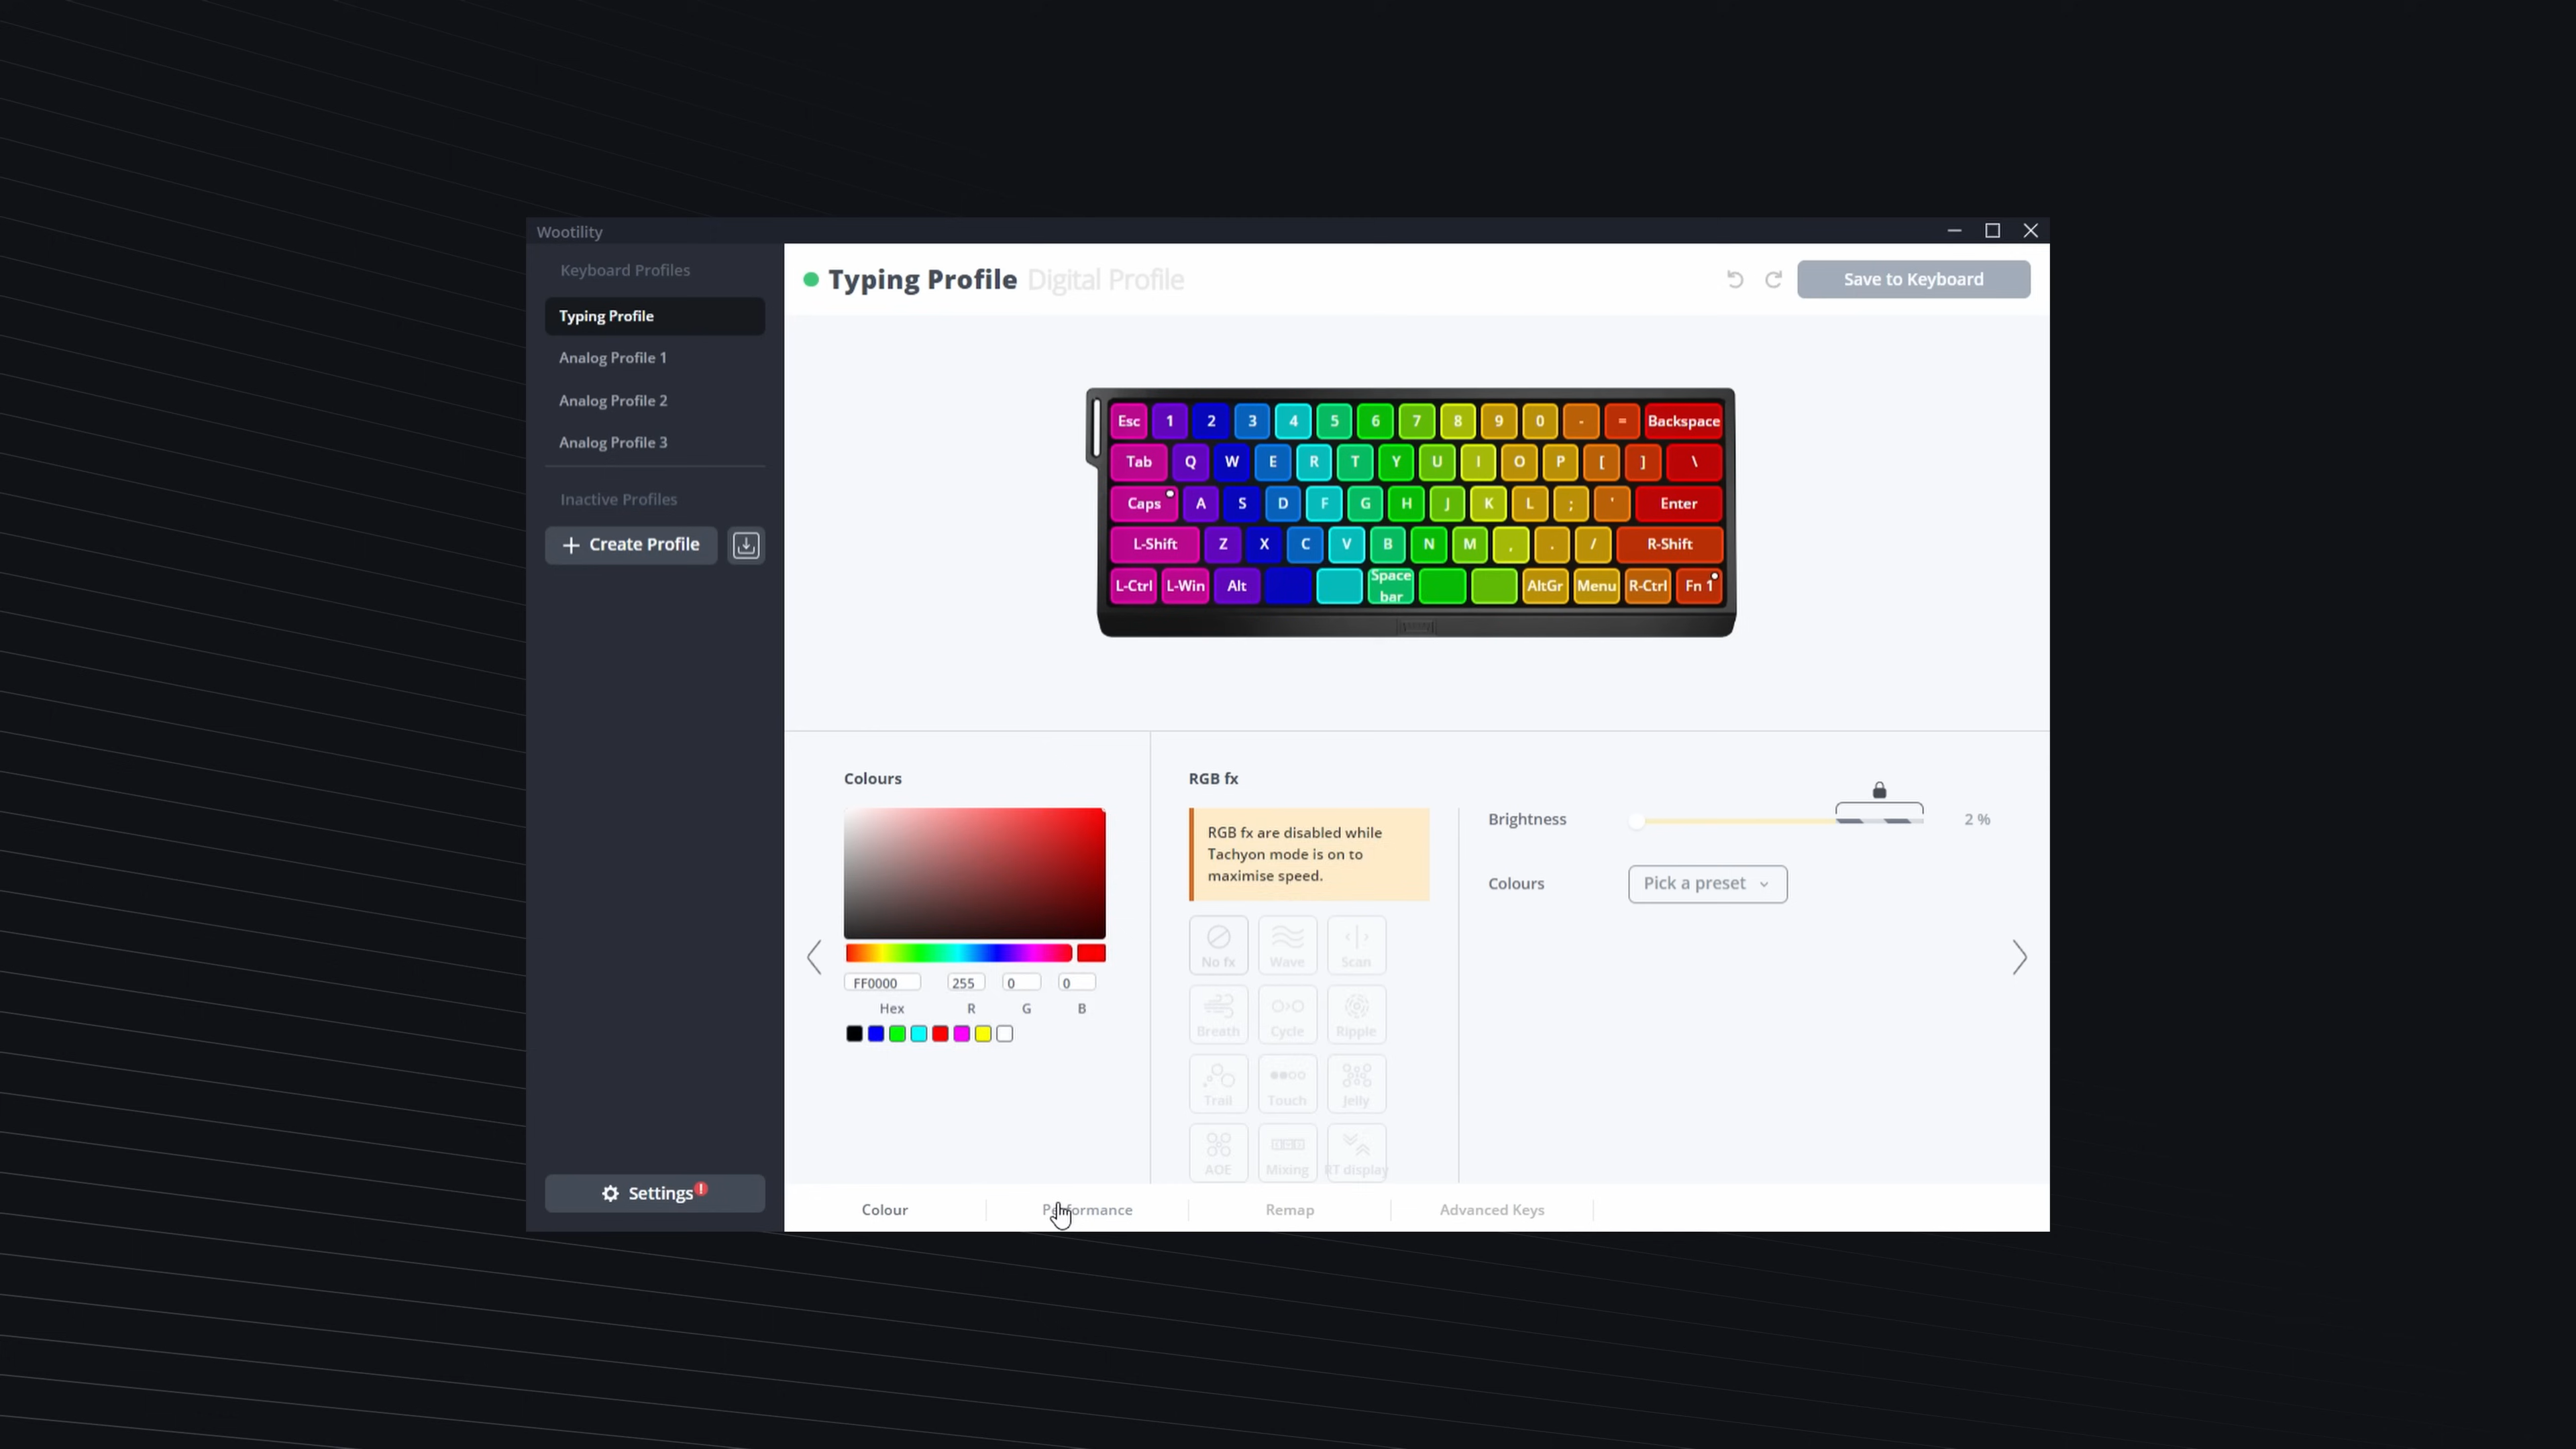 Wootility
Keyboard Profiles
Typing Profile
Analog Profile 1
Analog Profile 2
Analog Profile 3
Inactive Profiles
Create Profile
Settings
!
Typing Profile Digital Profile
Save to Keyboard
Esc 1 2 3 4 5 6 7 8 9 0 - = Backspace
Tab Q W E R T Y U I O P [ ] \
Caps A S D F G H J K L ; ' Enter
L-Shift Z X C V B N M , . / R-Shift
L-Ctrl L-Win Alt Space bar AltGr Menu R-Ctrl Fn 1
Colours
FF0000 255 0 0
Hex R G B
RGB fx
RGB fx are disabled while
Tachyon mode is on to
maximise speed.
No fx Wave Scan
Breath Cycle Ripple
Trail Touch Jelly
AOE Mixing RT display
Brightness 2 %
Colours Pick a preset
Colour Performance Remap Advanced Keys